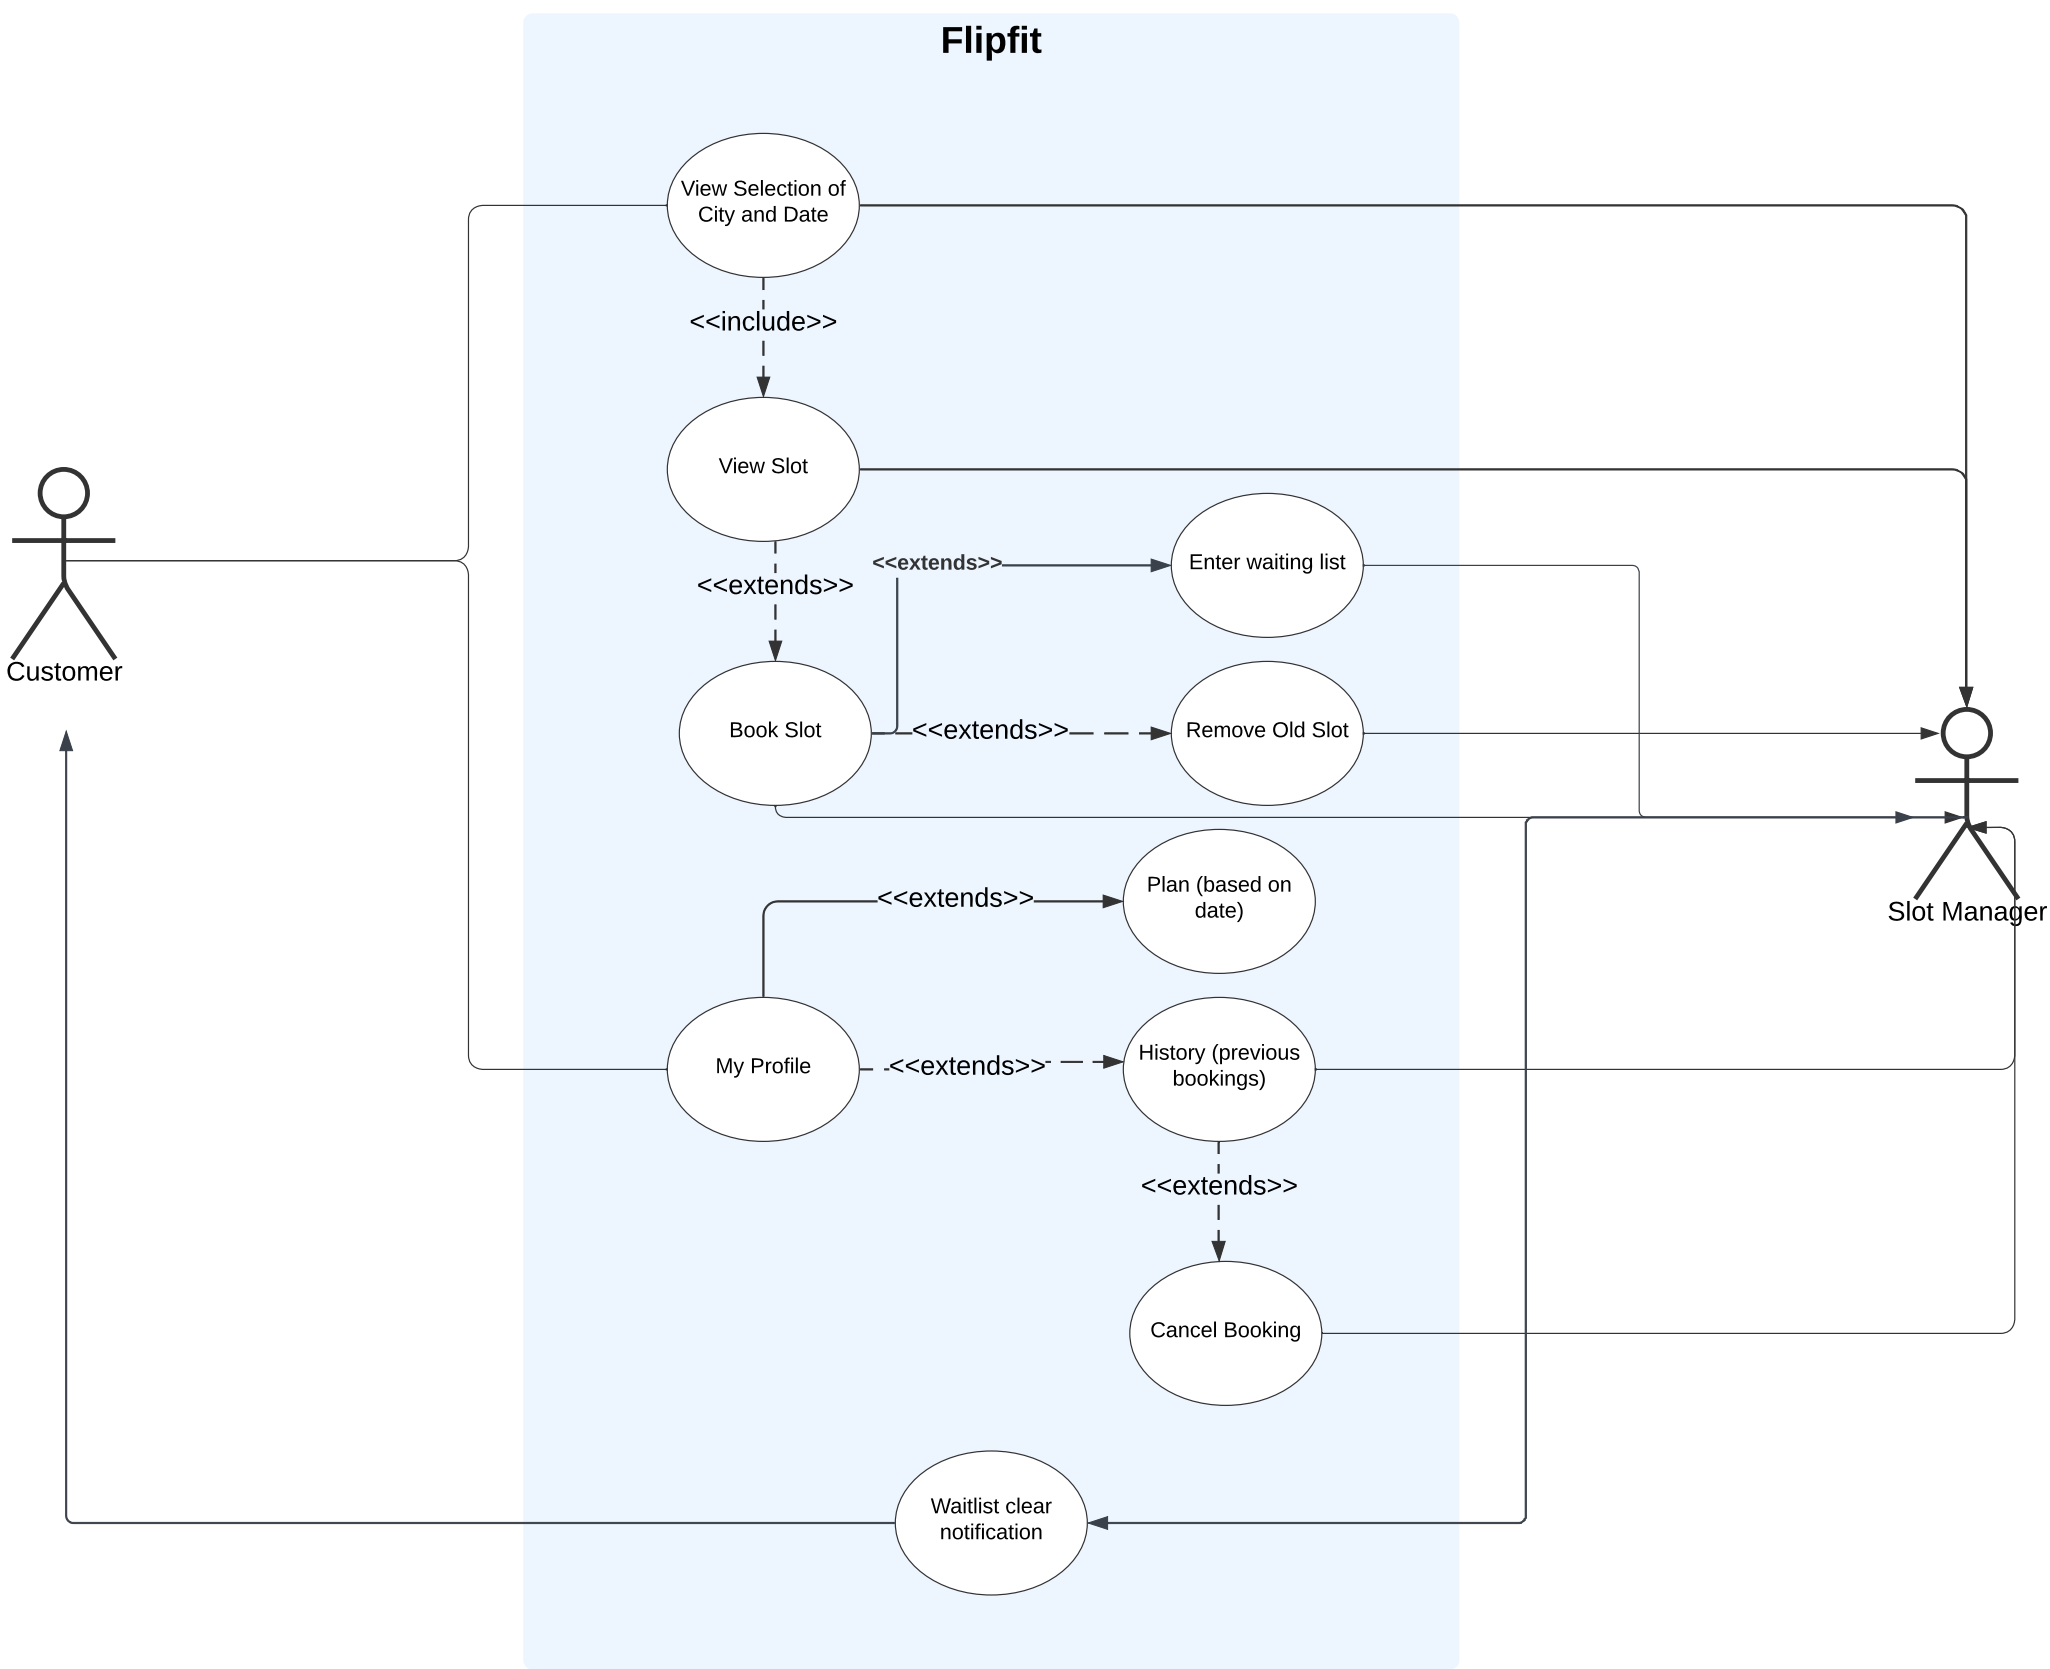 Flipfit
View Selection of
City and Date
<<include>>
View Slot
<<extends>>
<<extends>>
Enter waiting list
Customer
Book Slot
<<extends>>
Remove Old Slot
<<extends>>
Plan (based on
date)
Slot Manager
My Profile
<<extends>>
History (previous
bookings)
<<extends>>
Cancel Booking
Waitlist clear
notification